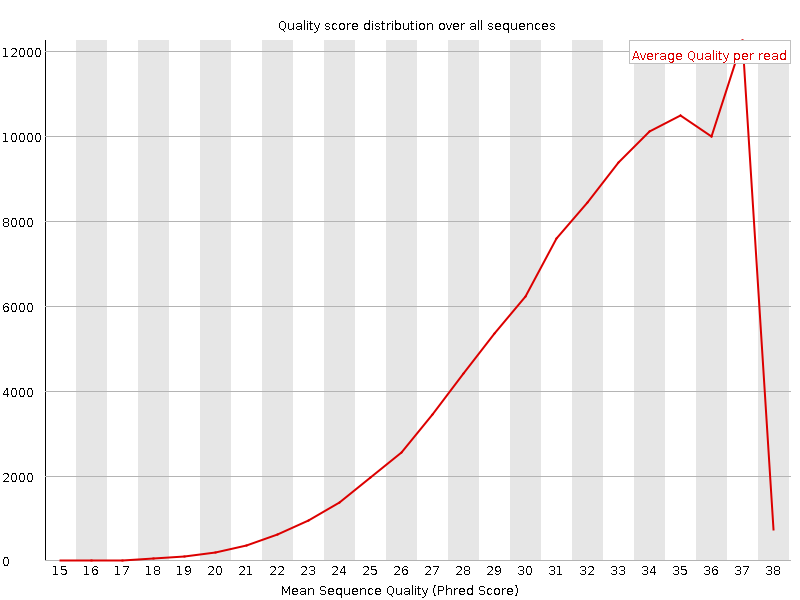 Quality score distribution over all sequences
Average Quality per read
12000
10000
8000
6000
4000
2000
0
15 16 17 18 19 20 21 22 23 24 25 26 27 28 29 30 31 32 33 34 35 36 37 38
Mean Sequence Quality (Phred Score)